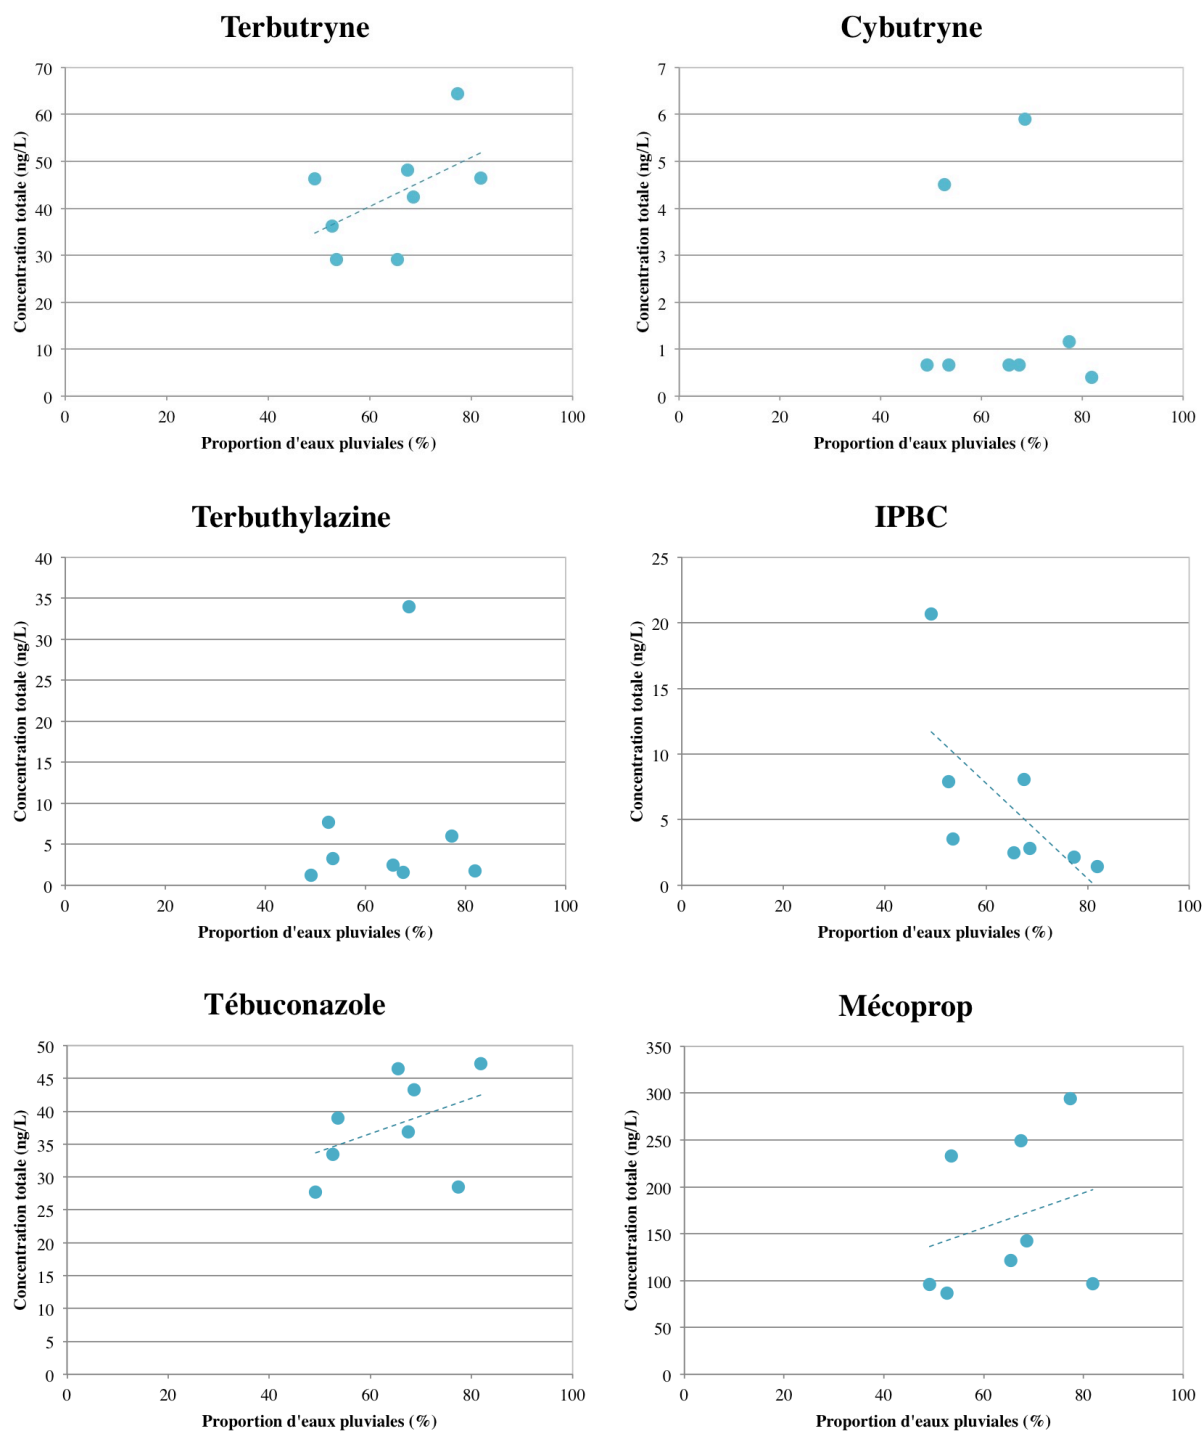 Terbutryne
Concentration totale (ng/L)
70
60
50
40
30
20
10
0
0 20 40 60 80 100
Proportion d'eaux pluviales (%)
Cybutryne
Concentration totale (ng/L)
7
6
5
4
3
2
1
0
0 20 40 60 80 100
Proportion d'eaux pluviales (%)
Terbuthylazine
Concentration totale (ng/L)
40
35
30
25
20
15
10
5
0
0 20 40 60 80 100
Proportion d'eaux pluviales (%)
IPBC
Concentration totale (ng/L)
25
20
15
10
5
0
0 20 40 60 80 100
Proportion d'eaux pluviales (%)
Tébuconazole
Concentration totale (ng/L)
50
45
40
35
30
25
20
15
10
5
0
0 20 40 60 80 100
Proportion d'eaux pluviales (%)
Mécoprop
Concentration totale (ng/L)
350
300
250
200
150
100
50
0
0 20 40 60 80 100
Proportion d'eaux pluviales (%)